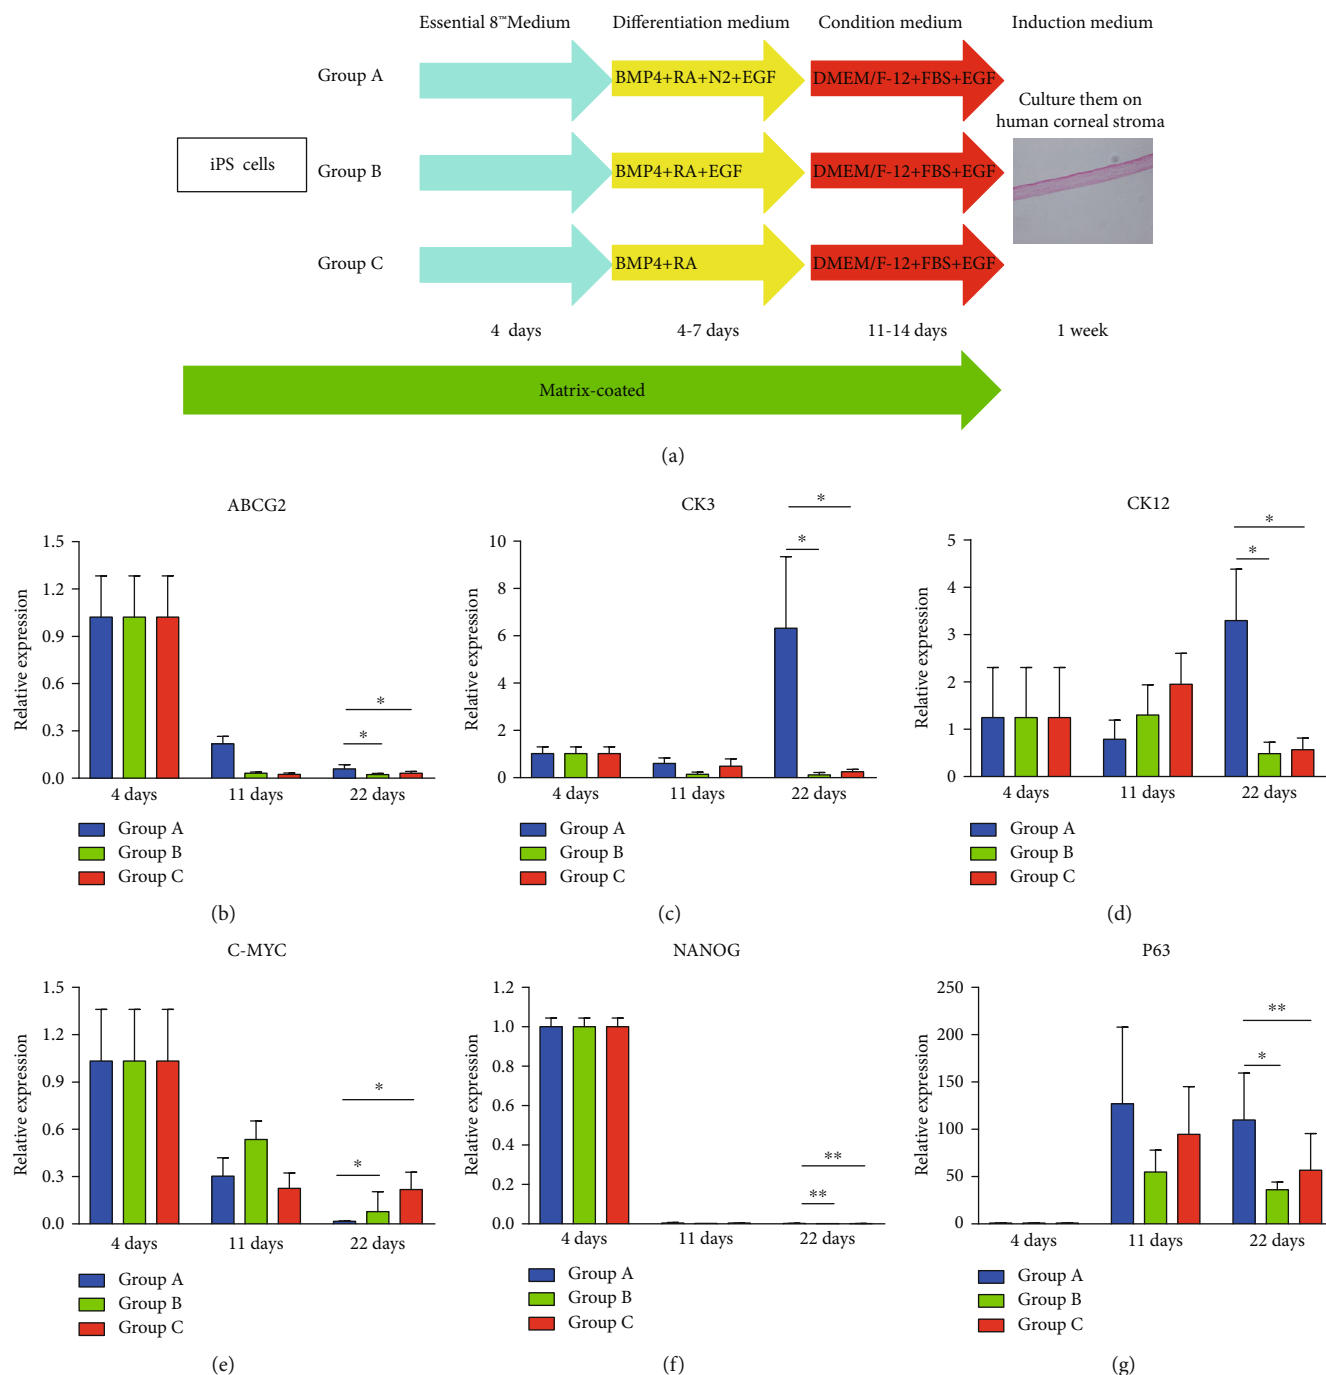 Essential 8™Medium Differentiation medium Condition medium Induction medium
Group A BMP4+RA+N2+EGF DMEM/F-12+FBS+EGF
Culture them on
human corneal stroma
iPS cells
Group B BMP4+RA+EGF DMEM/F-12+FBS+EGF
Group C BMP4+RA DMEM/F-12+FBS+EGF
4 days 4-7 days 11-14 days 1 week
Matrix-coated
(a)
ABCG2
Relative expression
1.5
1.2
0.9
0.6
0.3
0.0
*
*
4 days 11 days 22 days
Group A
Group B
Group C
(b)
CK3
Relative expression
10
8
6
4
2
0
*
*
4 days 11 days 22 days
Group A
Group B
Group C
(c)
CK12
Relative expression
5
4
3
2
1
0
*
*
4 days 11 days 22 days
Group A
Group B
Group C
(d)
C-MYC
Relative expression
1.5
1.2
0.9
0.6
0.3
0.0
*
*
4 days 11 days 22 days
Group A
Group B
Group C
(e)
NANOG
Relative expression
1.2
1.0
0.8
0.6
0.4
0.2
0.0
**
**
4 days 11 days 22 days
Group A
Group B
Group C
(f)
P63
Relative expression
250
200
150
100
50
0
**
*
4 days 11 days 22 days
Group A
Group B
Group C
(g)